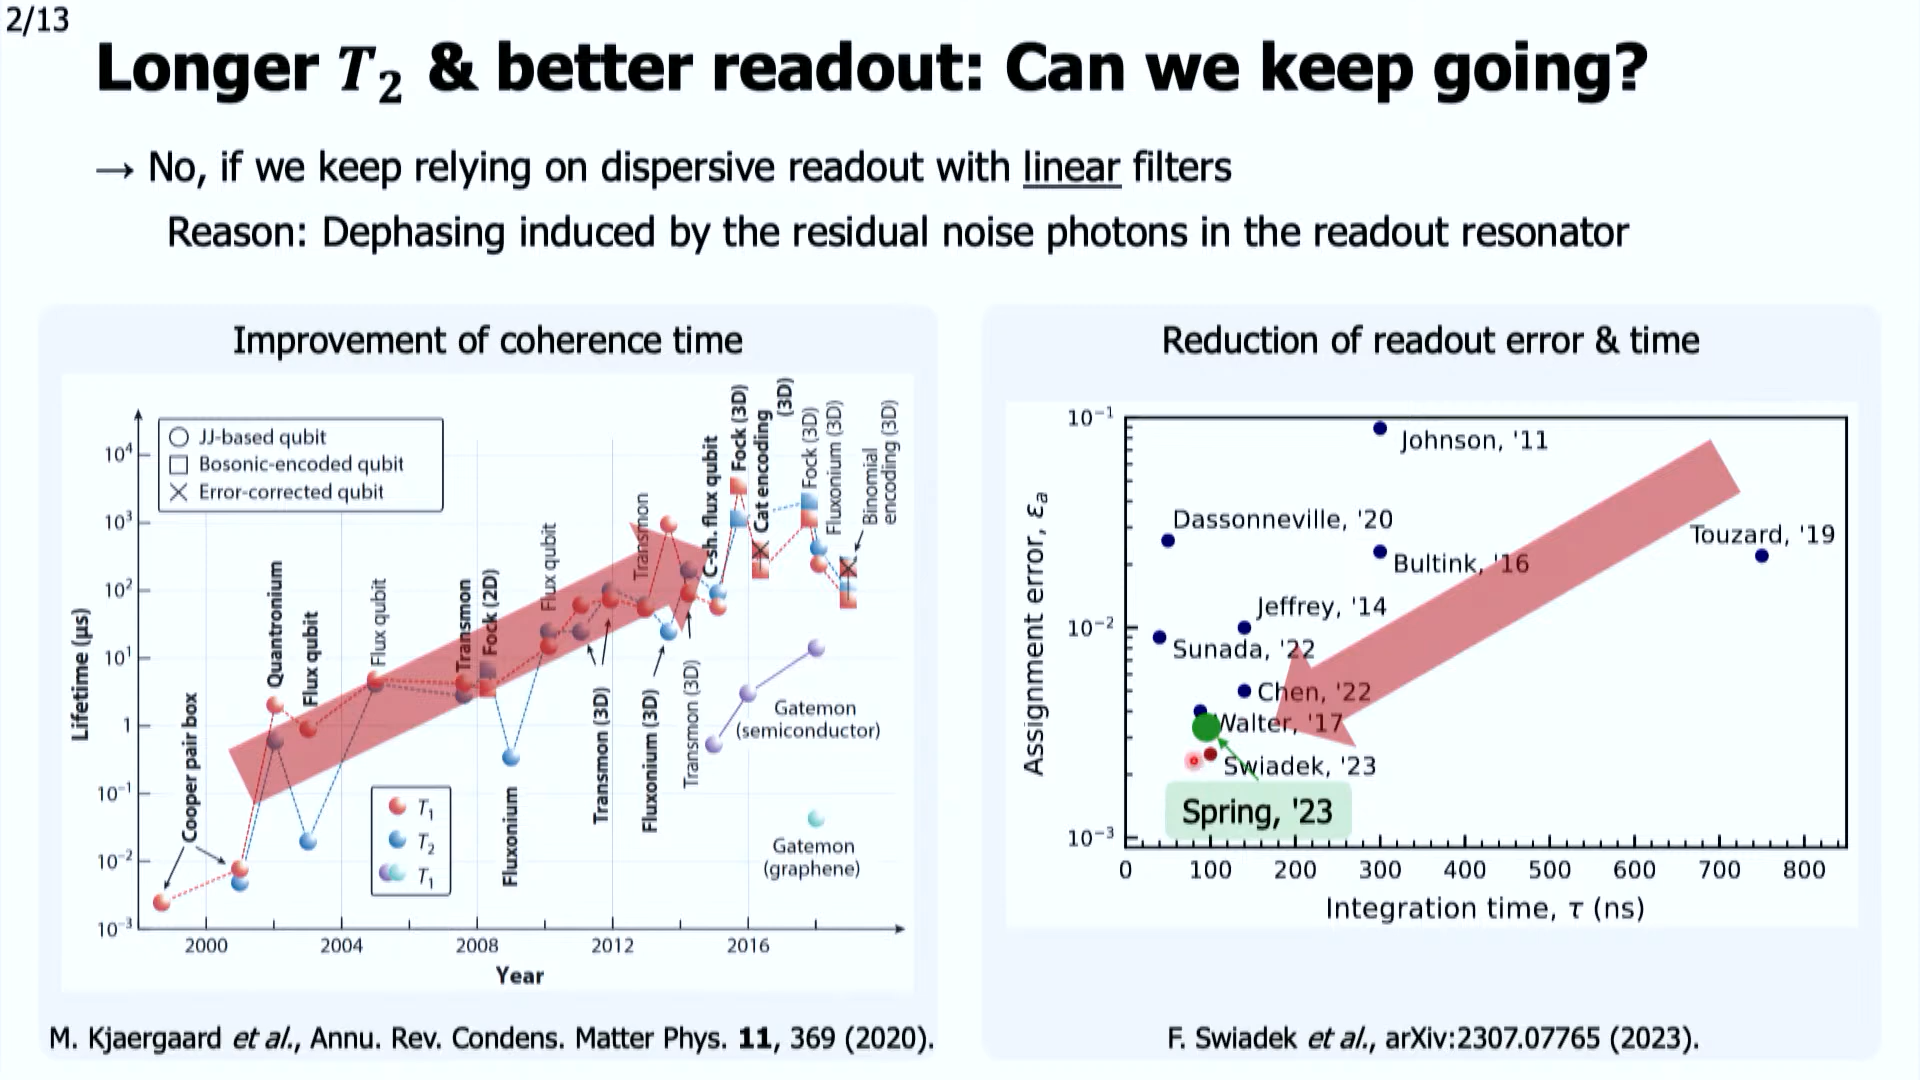 2/13
Longer T₂ & better readout: Can we keep going?
→ No, if we keep relying on dispersive readout with linear filters
Reason: Dephasing induced by the residual noise photons in the readout resonator
Improvement of coherence time
JJ-based qubit
Bosonic-encoded qubit
Error-corrected qubit
Lifetime (μs)
10⁴
10³
10²
10¹
1
10⁻¹
10⁻²
10⁻³
Cooper pair box
Quantronium
Flux qubit
Flux qubit
Transmon
Fock (2D)
Fluxonium
Flux qubit
Transmon (3D)
Transmon
Fluxonium (3D)
Transmon (3D)
C-sh. flux qubit
Fock (3D)
Cat encoding
(3D)
Fock (3D)
Fluxonium (3D)
Binomial
encoding (3D)
Gatemon
(semiconductor)
Gatemon
(graphene)
T₁
T₂
T₁
2000
2004
2008
2012
2016
Year
M. Kjaergaard et al., Annu. Rev. Condens. Matter Phys. 11, 369 (2020).
Reduction of readout error & time
Assignment error, εₐ
10⁻¹
10⁻²
10⁻³
Johnson, '11
Dassonneville, '20
Bultink, '16
Touzard, '19
Jeffrey, '14
Sunada, '22
Chen, '22
Walter, '17
Swiadek, '23
Spring, '23
0
100
200
300
400
500
600
700
800
Integration time, τ (ns)
F. Swiadek et al., arXiv:2307.07765 (2023).